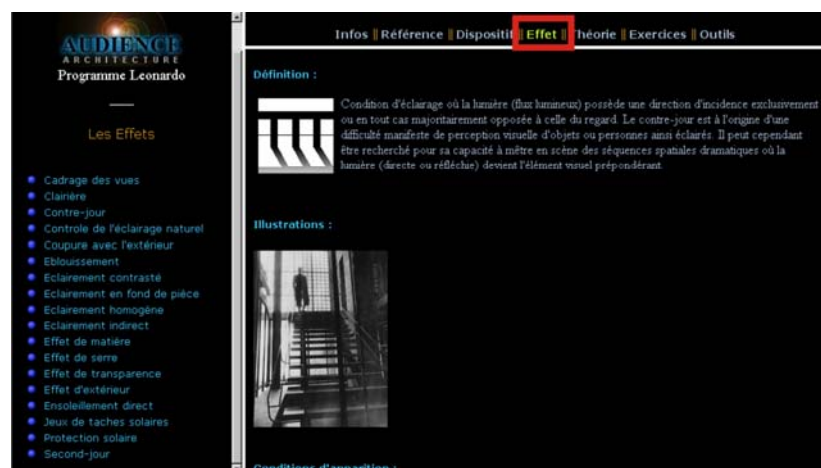 AUDIENCE
ARCHITECTURE
Programme Leonardo
Les Effets
Cadrage des vues
Clairière
Contre-jour
Controle de l'éclairage naturel
Coupure avec l'extérieur
Eblouissement
Eclairement contrasté
Eclairement en fond de pièce
Eclairement homogène
Eclairement indirect
Effet de matière
Effet de serre
Effet de transparence
Effet d'extérieur
Ensoleillement direct
Jeux de taches solaires
Protection solaire
Second-jour
Infos || Référence || Dispositif || Effet || Théorie || Exercices || Outils
Définition :
Condition d'éclairage où la lumière (flux lumineux) possède une direction d'incidence exclusivement
ou en tout cas majoritairement opposée à celle du regard. Le contre-jour est à l'origine d'une
difficulté manifeste de perception visuelle d'objets ou personnes ainsi éclairés. Il peut cependant
être recherché pour sa capacité à mètre en scène des séquences spatiales dramatiques où la
lumière (directe ou réfléchie) devient l'élément visuel prépondérant.
Illustrations :
Conditions d'apparition :